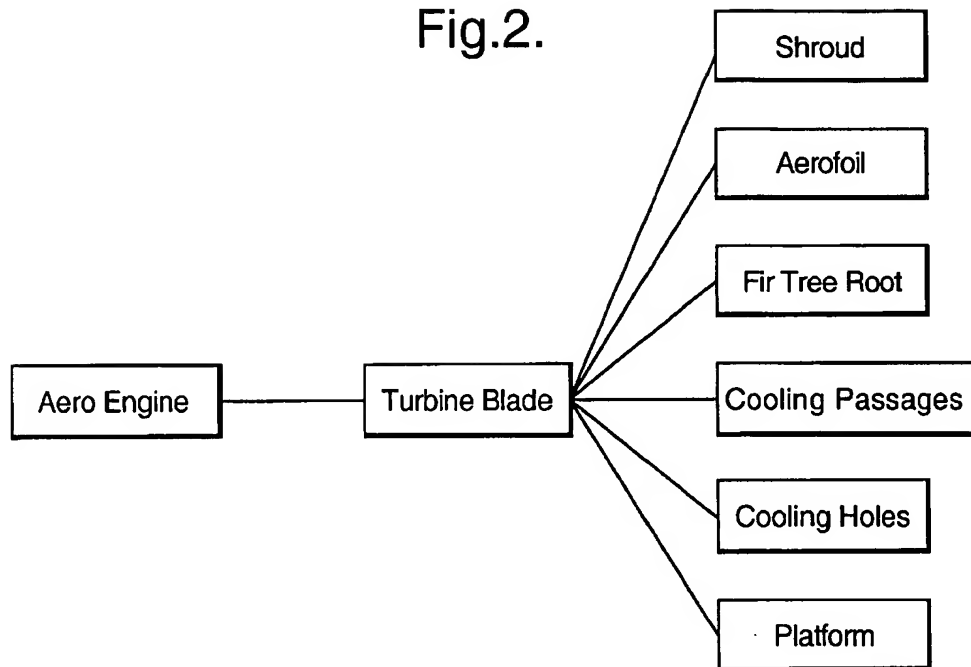 Fig.2.
Shroud
Aerofoil
Fir Tree Root
Aero Engine
Turbine Blade
Cooling Passages
Cooling Holes
Platform